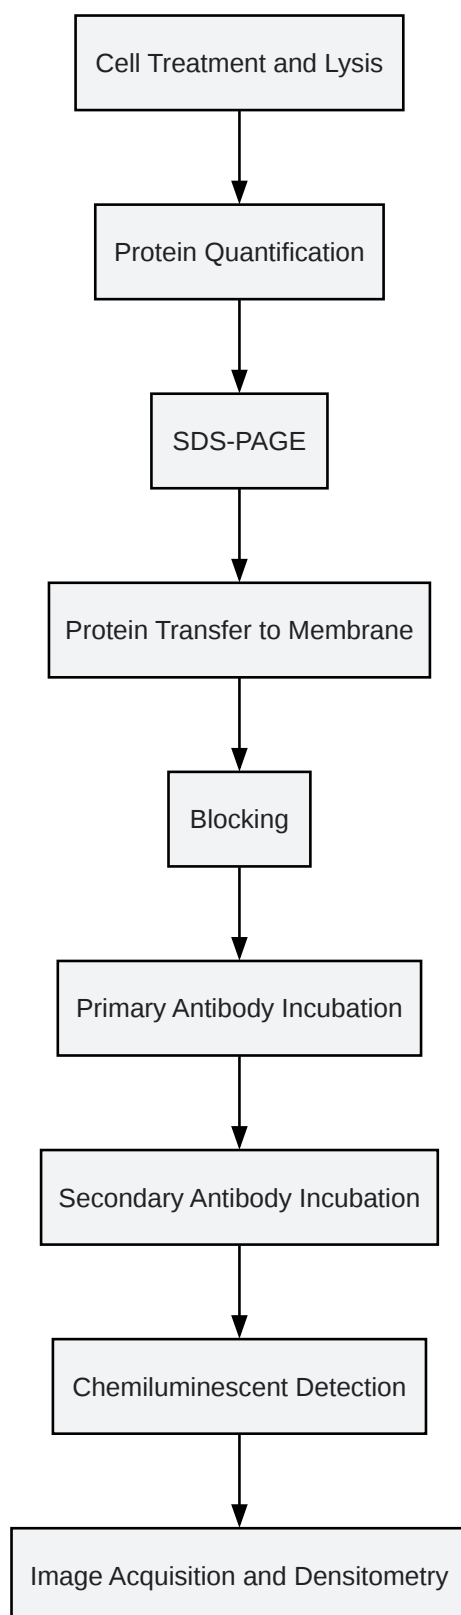 Cell Treatment and Lysis
Protein Quantification
SDS-PAGE
Protein Transfer to Membrane
Blocking
Primary Antibody Incubation
Secondary Antibody Incubation
Chemiluminescent Detection
Image Acquisition and Densitometry